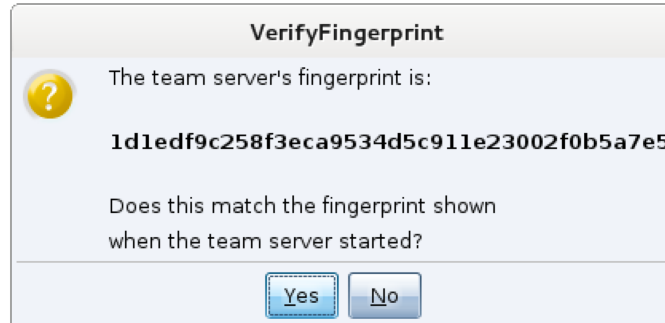 VerifyFingerprint
The team server's fingerprint is:
1d1edf9c258f3eca9534d5c911e23002f0b5a7e5
Does this match the fingerprint shown
when the team server started?
Yes No